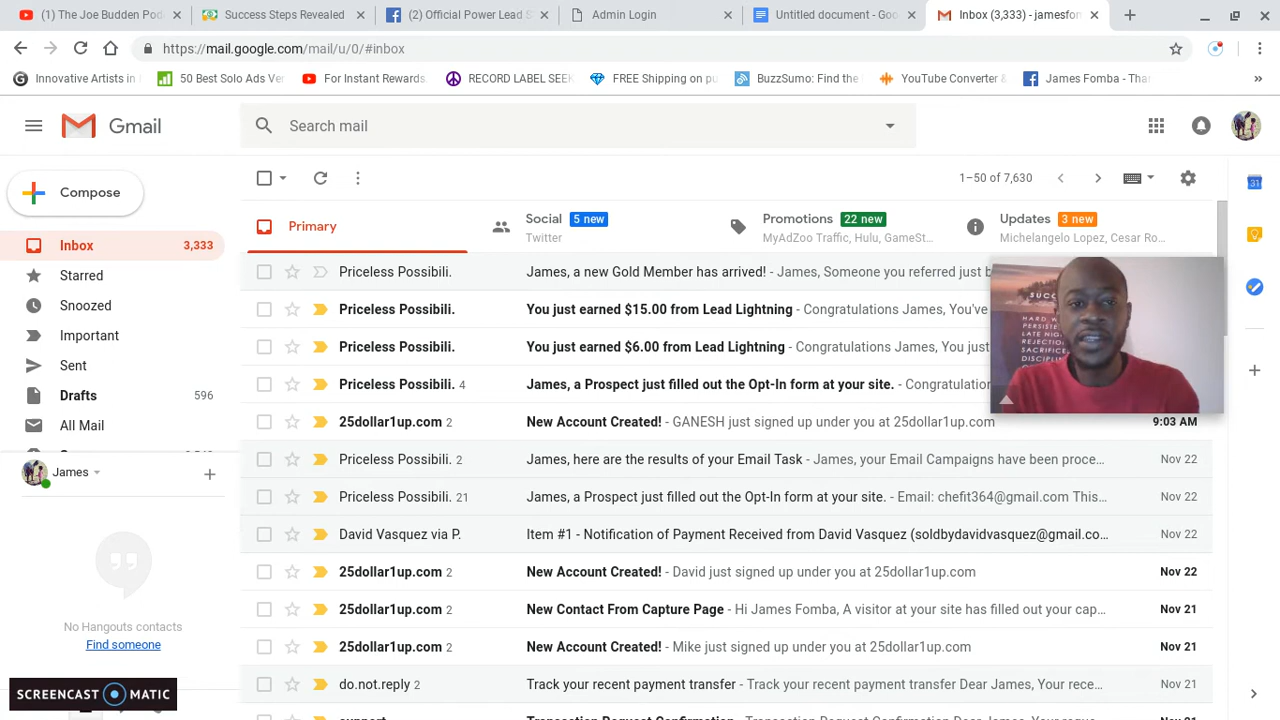 (1) The Joe Budden Pod
Success Steps Revealed
(2) Official Power Lead S
Admin Login
Untitled document - Goo
Inbox (3,333) - jamesfom
https://mail.google.com/mail/u/0/#inbox
Innovative Artists in
50 Best Solo Ads Ver
For Instant Rewards,
RECORD LABEL SEEK
FREE Shipping on pu
BuzzSumo: Find the
YouTube Converter &
James Fomba - Than
Gmail
Search mail
Compose
1–50 of 7,630
Primary
Social 5 new
Twitter
Promotions 22 new
MyAdZoo Traffic, Hulu, GameSt...
Updates 3 new
Michelangelo Lopez, Cesar Ro...
Inbox 3,333
Starred
Snoozed
Important
Sent
Drafts 596
All Mail
James
No Hangouts contacts
Find someone
Priceless Possibili. James, a new Gold Member has arrived! - James, Someone you referred just b
Priceless Possibili. You just earned $15.00 from Lead Lightning - Congratulations James, You've
Priceless Possibili. You just earned $6.00 from Lead Lightning - Congratulations James, You just
Priceless Possibili. 4 James, a Prospect just filled out the Opt-In form at your site. - Congratulation
25dollar1up.com 2 New Account Created! - GANESH just signed up under you at 25dollar1up.com 9:03 AM
Priceless Possibili. 2 James, here are the results of your Email Task - James, your Email Campaigns have been proce... Nov 22
Priceless Possibili. 21 James, a Prospect just filled out the Opt-In form at your site. - Email: chefit364@gmail.com This... Nov 22
David Vasquez via P. Item #1 - Notification of Payment Received from David Vasquez (soldbydavidvasquez@gmail.co... Nov 22
25dollar1up.com 2 New Account Created! - David just signed up under you at 25dollar1up.com Nov 22
25dollar1up.com 2 New Contact From Capture Page - Hi James Fomba, A visitor at your site has filled out your cap... Nov 21
25dollar1up.com 2 New Account Created! - Mike just signed up under you at 25dollar1up.com Nov 21
do.not.reply 2 Track your recent payment transfer - Track your recent payment transfer Dear James, Your rece... Nov 21
SUCC
HARD W
PERSISTE
LATE NIG
REJECTION
SACRIFIC
DISCIPLIN
SCREENCAST MATIC